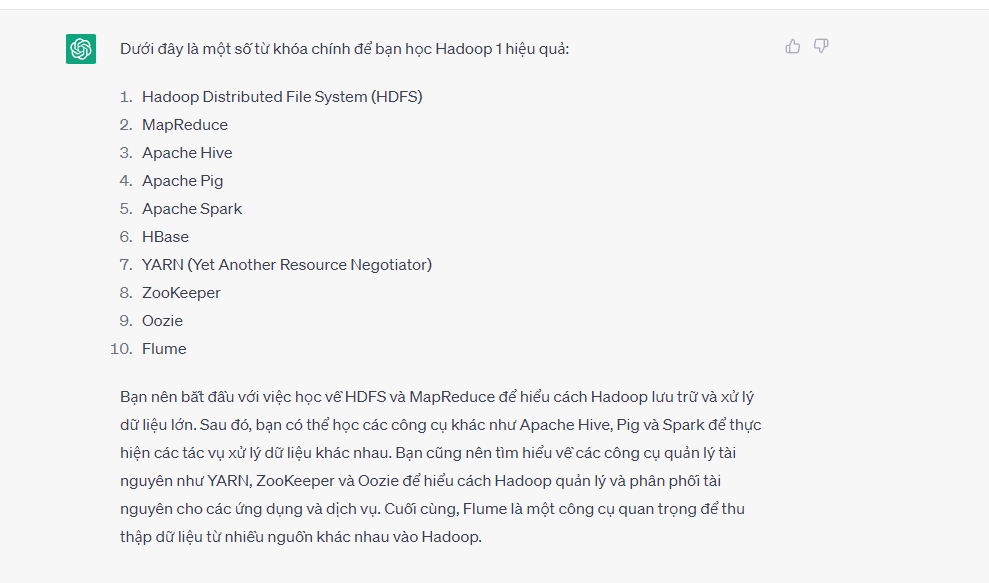 Dưới đây là một số từ khóa chính để bạn học Hadoop 1 hiệu quả:
1. Hadoop Distributed File System (HDFS)
2. MapReduce
3. Apache Hive
4. Apache Pig
5. Apache Spark
6. HBase
7. YARN (Yet Another Resource Negotiator)
8. ZooKeeper
9. Oozie
10. Flume
Bạn nên bắt đầu với việc học về HDFS và MapReduce để hiểu cách Hadoop lưu trữ và xử lý
dữ liệu lớn. Sau đó, bạn có thể học các công cụ khác như Apache Hive, Pig và Spark để thực
hiện các tác vụ xử lý dữ liệu khác nhau. Bạn cũng nên tìm hiểu về các công cụ quản lý tài
nguyên như YARN, ZooKeeper và Oozie để hiểu cách Hadoop quản lý và phân phối tài
nguyên cho các ứng dụng và dịch vụ. Cuối cùng, Flume là một công cụ quan trọng để thu
thập dữ liệu từ nhiều nguồn khác nhau vào Hadoop.